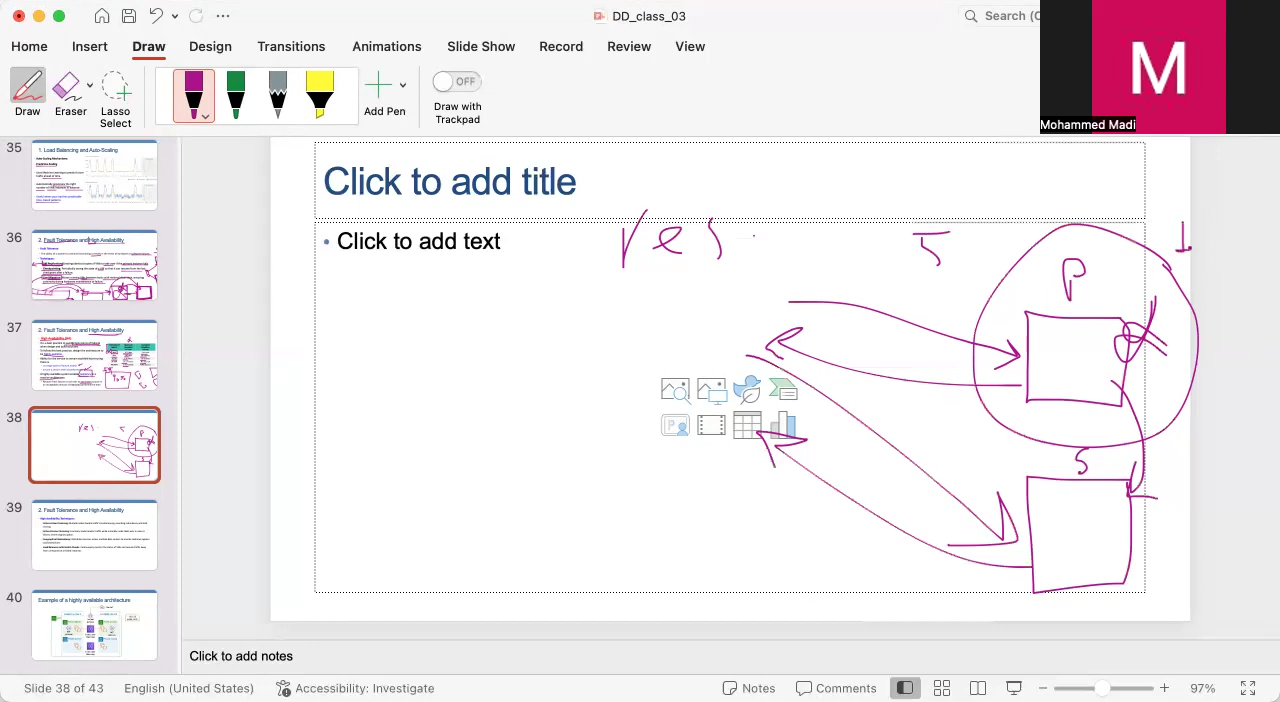 DD_class_03
Search (C
Home Insert Draw Design Transitions Animations Slide Show Record Review View
OFF
Draw Eraser Lasso Select Add Pen Draw with Trackpad
M
Mohammed Madi
35
1. Load Balancing and Auto-Scaling
36
2. Fault Tolerance and High Availability
37
2. Fault Tolerance and High Availability
38
39
2. Fault Tolerance and High Availability
40
Example of a highly available architecture
Click to add title
• Click to add text
res
5
1
P
S
Click to add notes
Slide 38 of 43 English (United States) Accessibility: Investigate Notes Comments 97%